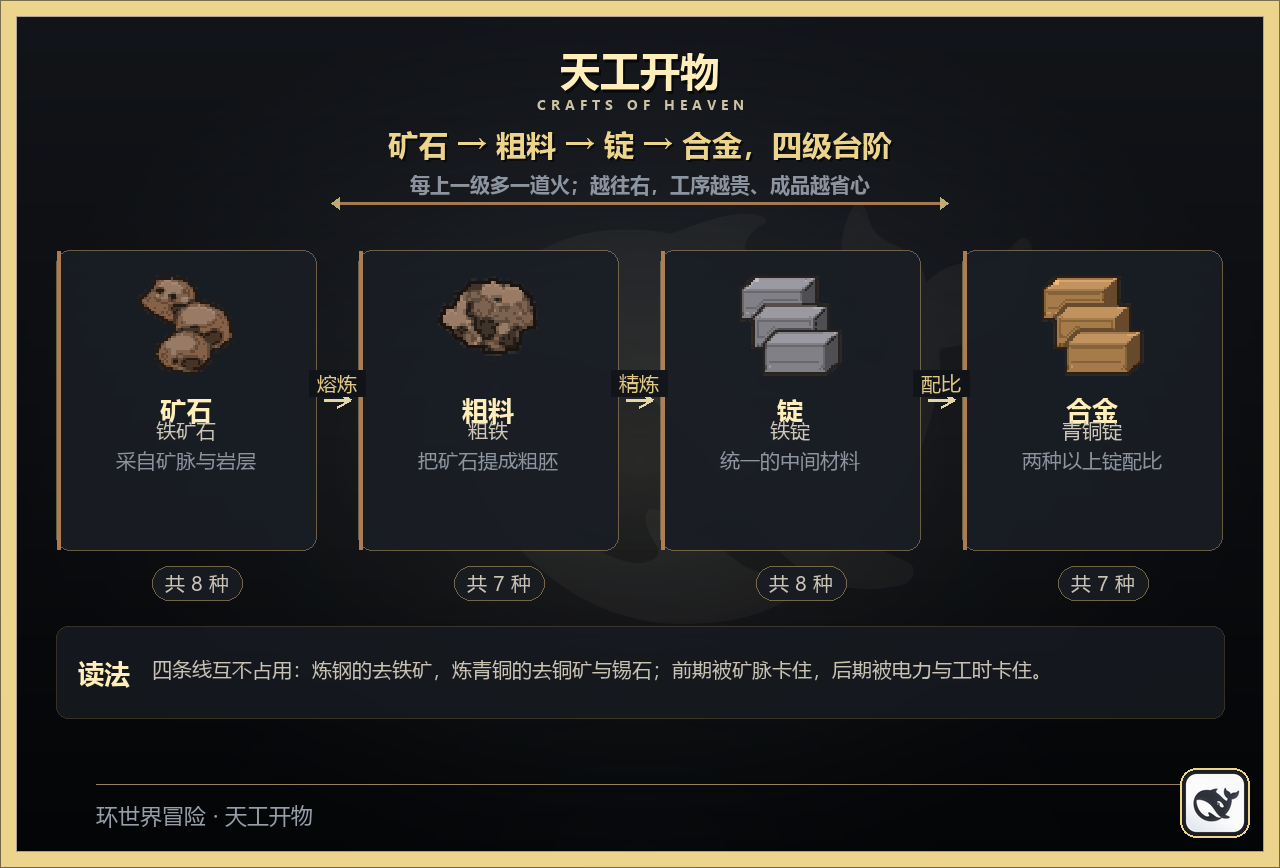 天工开物
CRAFTS OF HEAVEN
矿石 → 粗料 → 锭 → 合金，四级台阶
每上一级多一道火；越往右，工序越贵、成品越省心
矿石
铁矿石
采自矿脉与岩层
熔炼
粗料
粗铁
把矿石提成粗胚
精炼
锭
铁锭
统一的中间材料
配比
合金
青铜锭
两种以上锭配比
共 8 种
共 7 种
共 8 种
共 7 种
读法
四条线互不占用：炼钢的去铁矿，炼青铜的去铜矿与锡石；前期被矿脉卡住，后期被电力与工时卡住。
环世界冒险 · 天工开物